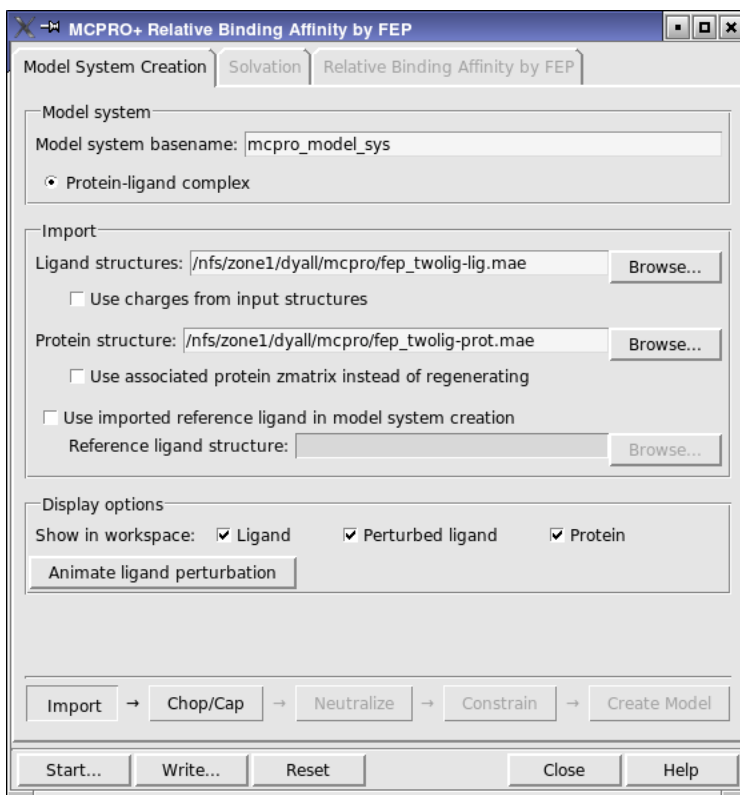 MCPRO+ Relative Binding Affinity by FEP
Model System Creation Solvation Relative Binding Affinity by FEP
Model system
Model system basename: mcpro_model_sys
Protein-ligand complex
Import
Ligand structures: /nfs/zone1/dyall/mcpro/fep_twolig-lig.mae Browse...
Use charges from input structures
Protein structure: /nfs/zone1/dyall/mcpro/fep_twolig-prot.mae Browse...
Use associated protein zmatrix instead of regenerating
Use imported reference ligand in model system creation
Reference ligand structure: Browse...
Display options
Show in workspace: Ligand Perturbed ligand Protein
Animate ligand perturbation
Import → Chop/Cap → Neutralize → Constrain → Create Model
Start... Write... Reset Close Help